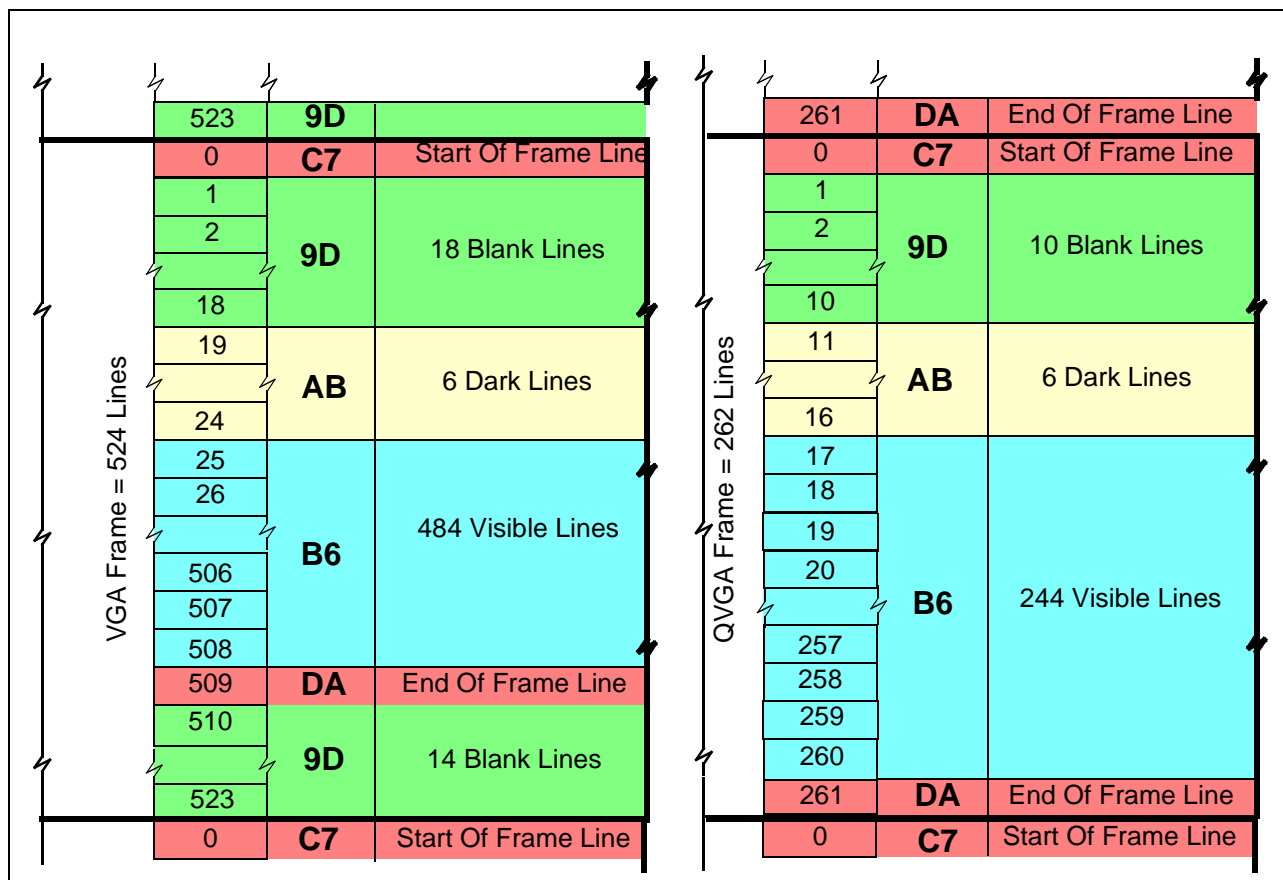 VGA Frame = 524 Lines
523 9D
0 C7 Start Of Frame Line
1
2
9D 18 Blank Lines
18
19
AB 6 Dark Lines
24
25
26
B6 484 Visible Lines
506
507
508
509 DA End Of Frame Line
510
9D 14 Blank Lines
523
0 C7 Start Of Frame Line
QVGA Frame = 262 Lines
261 DA End Of Frame Line
0 C7 Start Of Frame Line
1
2
9D 10 Blank Lines
10
11
AB 6 Dark Lines
16
17
18
19
20
B6 244 Visible Lines
257
258
259
260
261 DA End Of Frame Line
0 C7 Start Of Frame Line